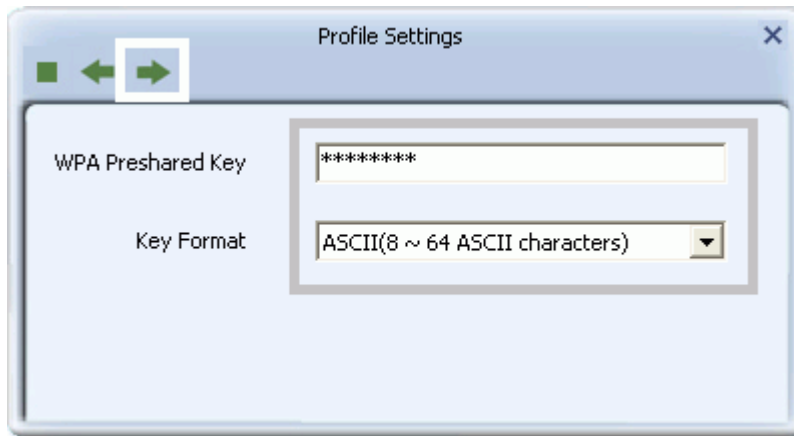 Profile Settings
WPA Preshared Key
********
Key Format
ASCII(8 ~ 64 ASCII characters)